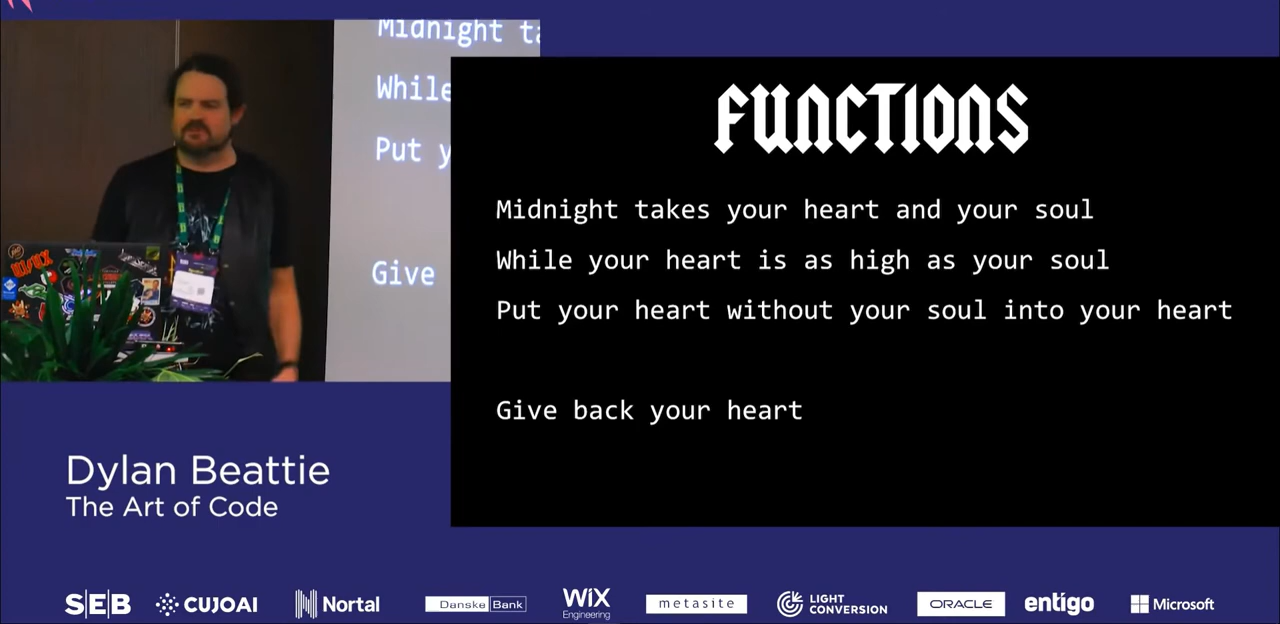 Midnight ta
While
Put y
Give
FUNCTIONS
Midnight takes your heart and your soul
While your heart is as high as your soul
Put your heart without your soul into your heart
Give back your heart
Dylan Beattie
The Art of Code
SEB
CUJOAI
Nortal
Danske Bank
WiX
Engineering
metasite
LIGHT
CONVERSION
ORACLE
entigo
Microsoft